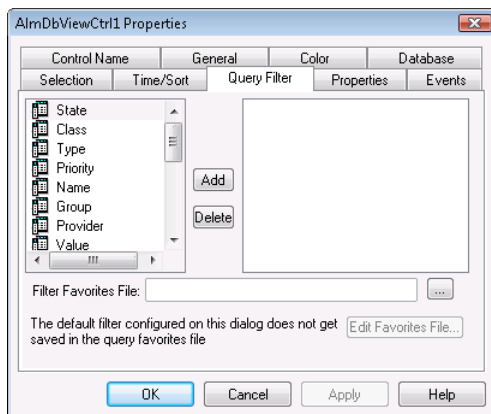 AlmDbViewCtrl1 Properties
Control Name
General
Color
Database
Selection
Time/Sort
Query Filter
Properties
Events
State
Class
Type
Priority
Name
Group
Provider
Value
Add
Delete
Filter Favorites File:
...
The default filter configured on this dialog does not get
saved in the query favorites file
Edit Favorites File...
OK
Cancel
Apply
Help